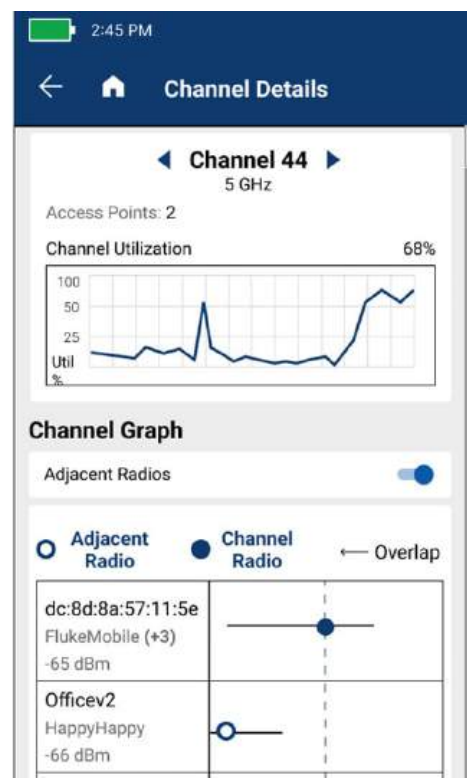 2:45 PM
Channel Details
Channel 44
5 GHz
Access Points: 2
Channel Utilization 68%
100
50
25
Util
%
Channel Graph
Adjacent Radios
Adjacent Radio
Channel Radio
← Overlap
dc:8d:8a:57:11:5e
FlukeMobile (+3)
-65 dBm
Officev2
HappyHappy
-66 dBm